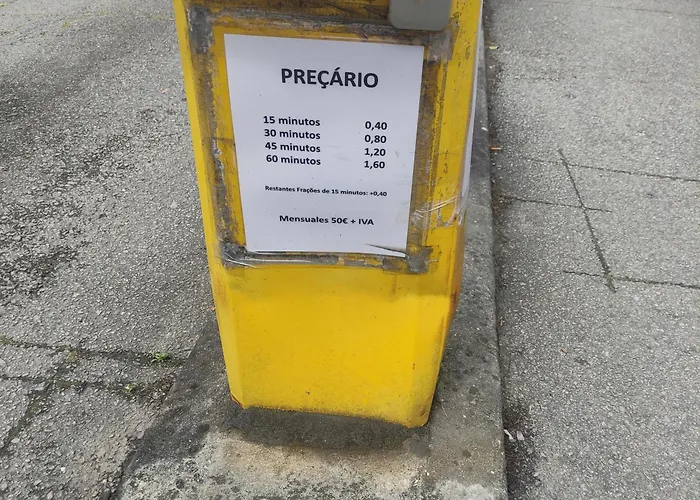 PREÇÁRIO
15 minutos 0,40
30 minutos 0,80
45 minutos 1,20
60 minutos 1,60
Restantes Frações de 15 minutos: +0,40
Mensuales 50€ + IVA